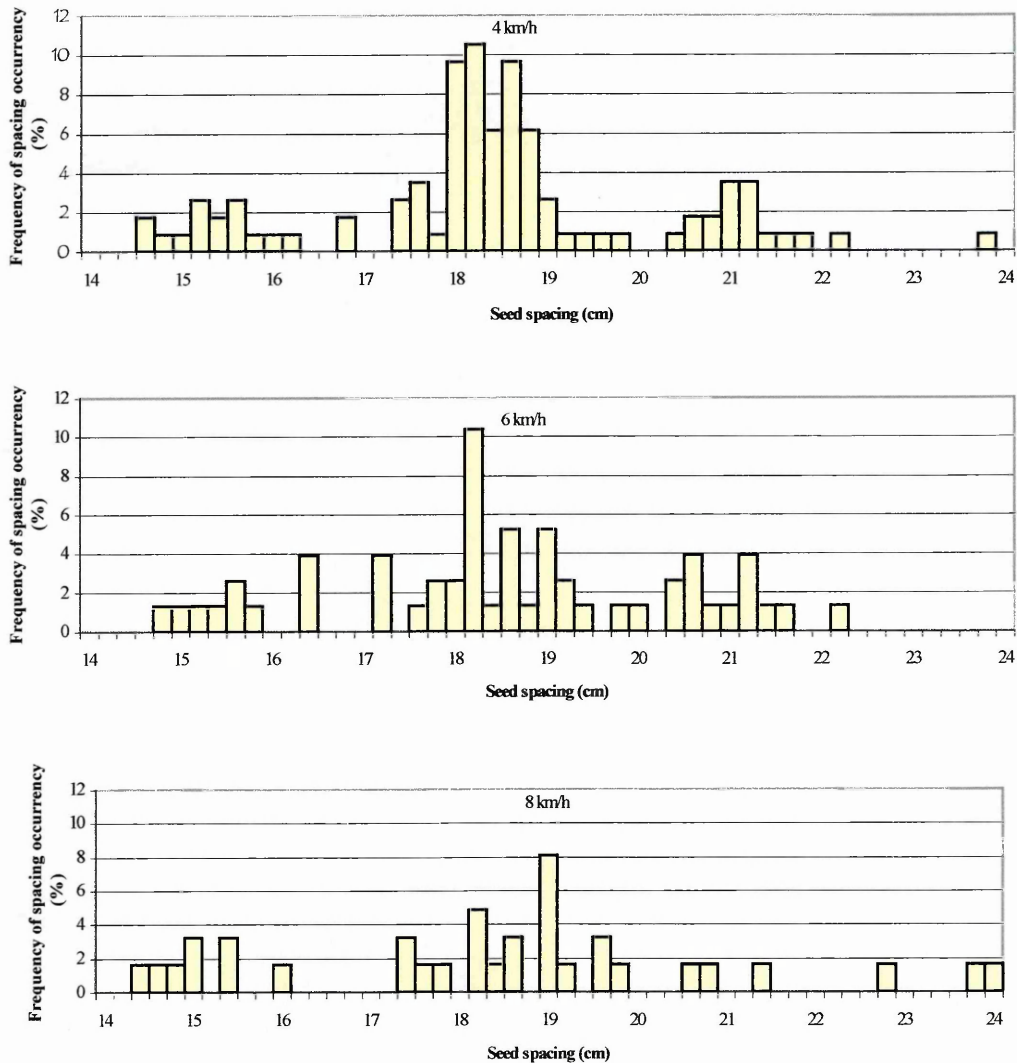 4 km/h
Frequency of spacing occurrency
(%)
12
10
8
6
4
2
0
14 15 16 17 18 19 20 21 22 23 24
Seed spacing (cm)
6 km/h
Frequency of spacing occurrency
(%)
12
10
8
6
4
2
0
14 15 16 17 18 19 20 21 22 23 24
Seed spacing (cm)
8 km/h
Frequency of spacing occurrency
(%)
12
10
8
6
4
2
0
14 15 16 17 18 19 20 21 22 23 24
Seed spacing (cm)